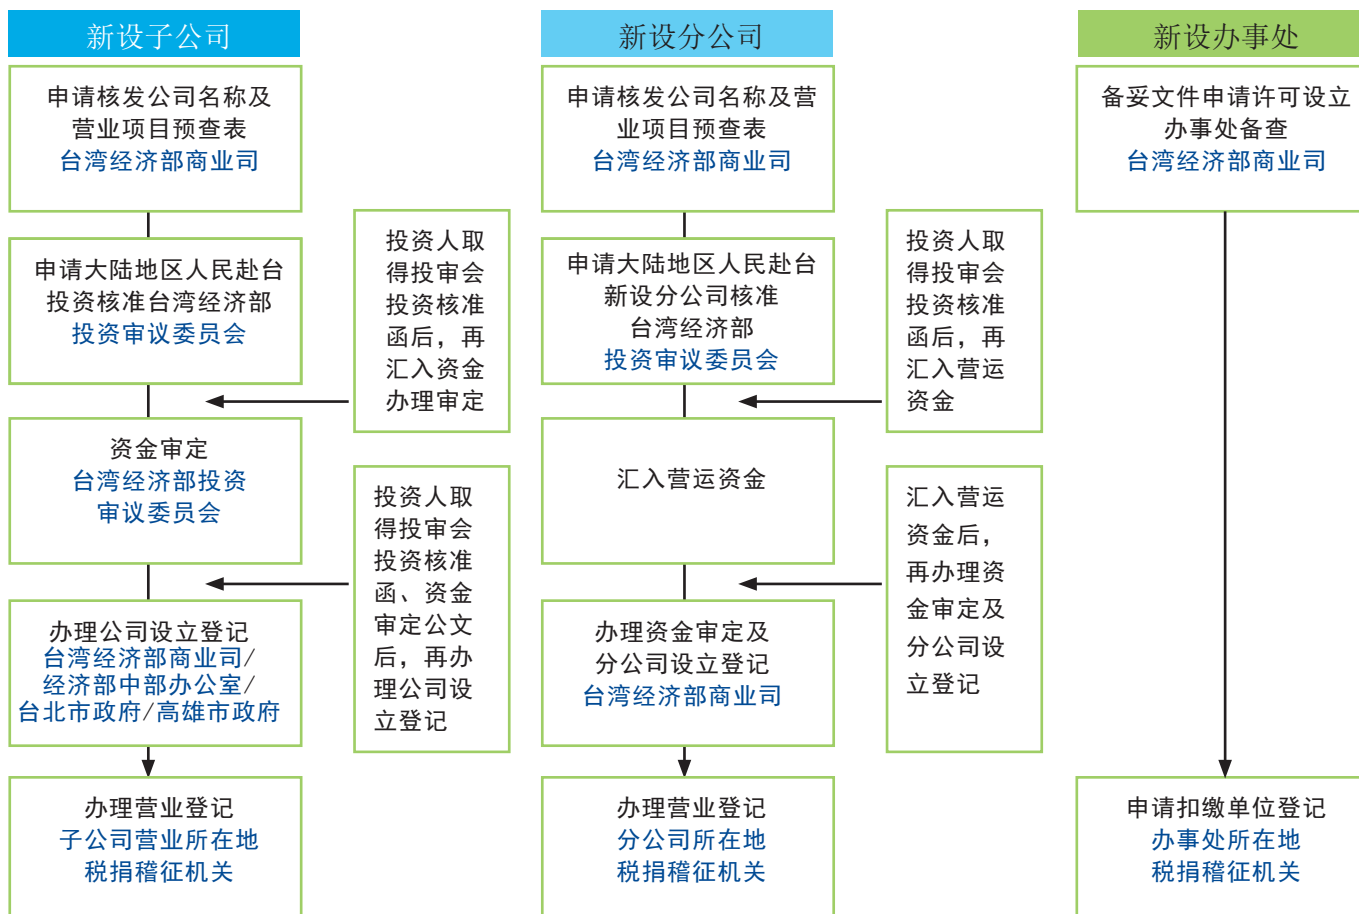 新设子公司
申请核发公司名称及
营业项目预查表
台湾经济部商业司
申请大陆地区人民赴台
投资核准台湾经济部
投资审议委员会
投资人取
得投审会
投资核准
函后，再
汇入资金
办理审定
资金审定
台湾经济部投资
审议委员会
投资人取
得投审会
投资核准
函、资金
审定公文
后，再办
理公司设
立登记
办理公司设立登记
台湾经济部商业司/
经济部中部办公室/
台北市政府/高雄市政府
办理营业登记
子公司营业所在地
税捐稽征机关
新设分公司
申请核发公司名称及营
业项目预查表
台湾经济部商业司
申请大陆地区人民赴台
新设分公司核准
台湾经济部
投资审议委员会
投资人取
得投审会
投资核准
函后，再
汇入营运
资金
汇入营运资金
汇入营运
资金后，
再办理资
金审定及
分公司设
立登记
办理资金审定及
分公司设立登记
台湾经济部商业司
办理营业登记
分公司所在地
税捐稽征机关
新设办事处
备妥文件申请许可设立
办事处备查
台湾经济部商业司
申请扣缴单位登记
办事处所在地
税捐稽征机关